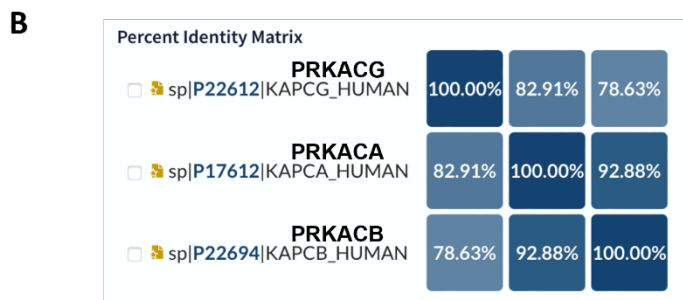 B
Percent Identity Matrix
PRKACG
sp|P22612|KAPCG_HUMAN 100.00% 82.91% 78.63%
PRKACA
sp|P17612|KAPCA_HUMAN 82.91% 100.00% 92.88%
PRKACB
sp|P22694|KAPCB_HUMAN 78.63% 92.88% 100.00%